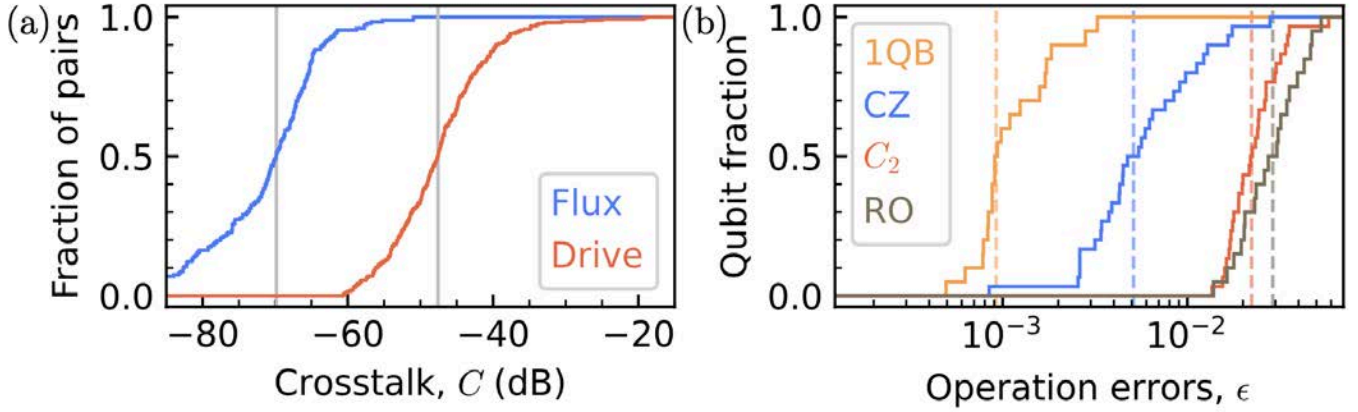 (a)
Fraction of pairs
1.0
0.5
0.0
−80
−60
−40
−20
Crosstalk, C (dB)
Flux
Drive
(b)
Qubit fraction
1.0
0.5
0.0
10⁻³
10⁻²
Operation errors, ϵ
1QB
CZ
C₂
RO